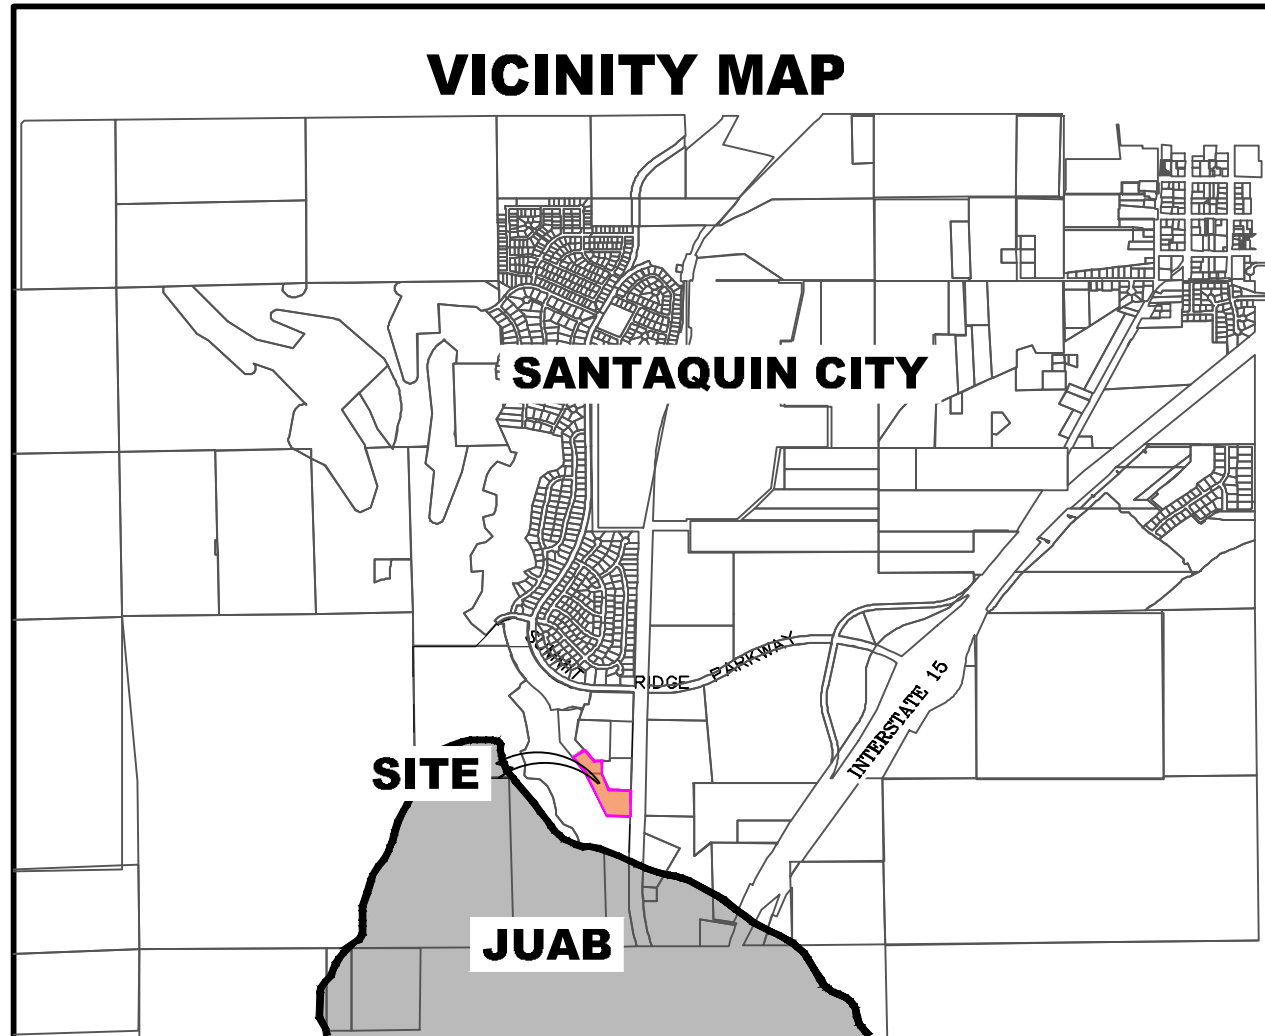 VICINITY MAP
SANTAQUIN CITY
SUMMIT RIDGE PARKWAY
INTERSTATE 15
SITE
JUAB